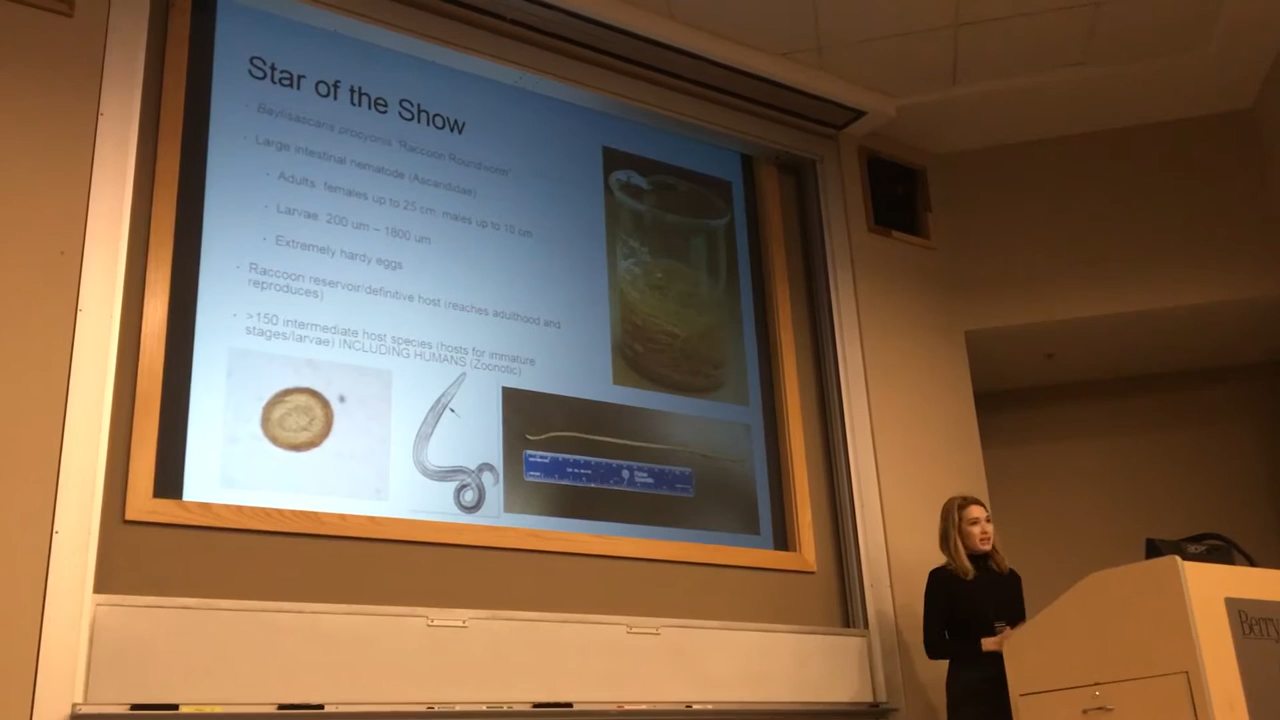 Star of the Show
Baylisascaris procyonis "Raccoon Roundworm"
Large intestinal nematode (Ascarididae)
Adults: females up to 25 cm; males up to 10 cm
Larvae: 200 um – 1800 um
Extremely hardy eggs
Raccoon reservoir/definitive host (reaches adulthood and
reproduces)
>150 intermediate host species (hosts for immature
stages/larvae) INCLUDING HUMANS (Zoonotic)
Fisher
Scientific
Berry